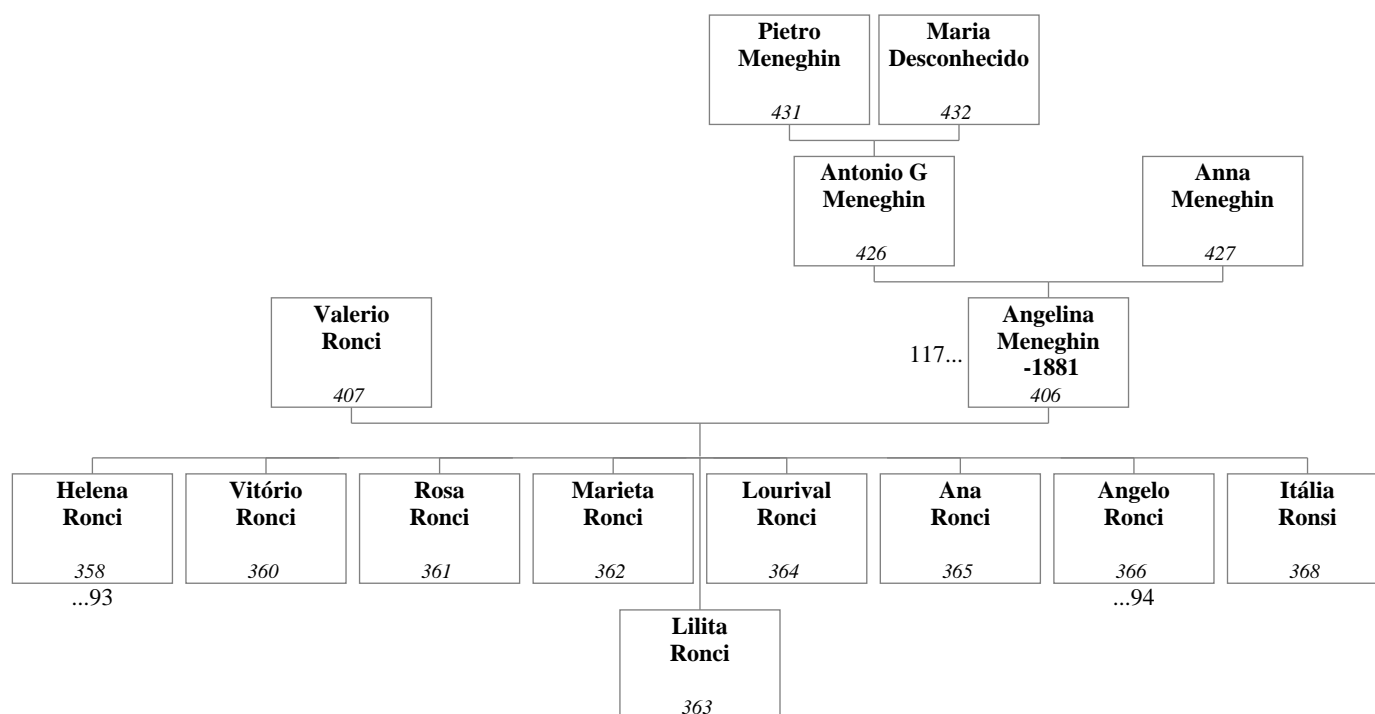 Pietro
Meneghin
431
Maria
Desconhecido
432
Antonio G
Meneghin
426
Anna
Meneghin
427
Valerio
Ronci
407
117...
Angelina
Meneghin
-1881
406
Helena
Ronci
358
...93
Vitório
Ronci
360
Rosa
Ronci
361
Marieta
Ronci
362
Lourival
Ronci
364
Ana
Ronci
365
Angelo
Ronci
366
...94
Itália
Ronsi
368
Lilita
Ronci
363